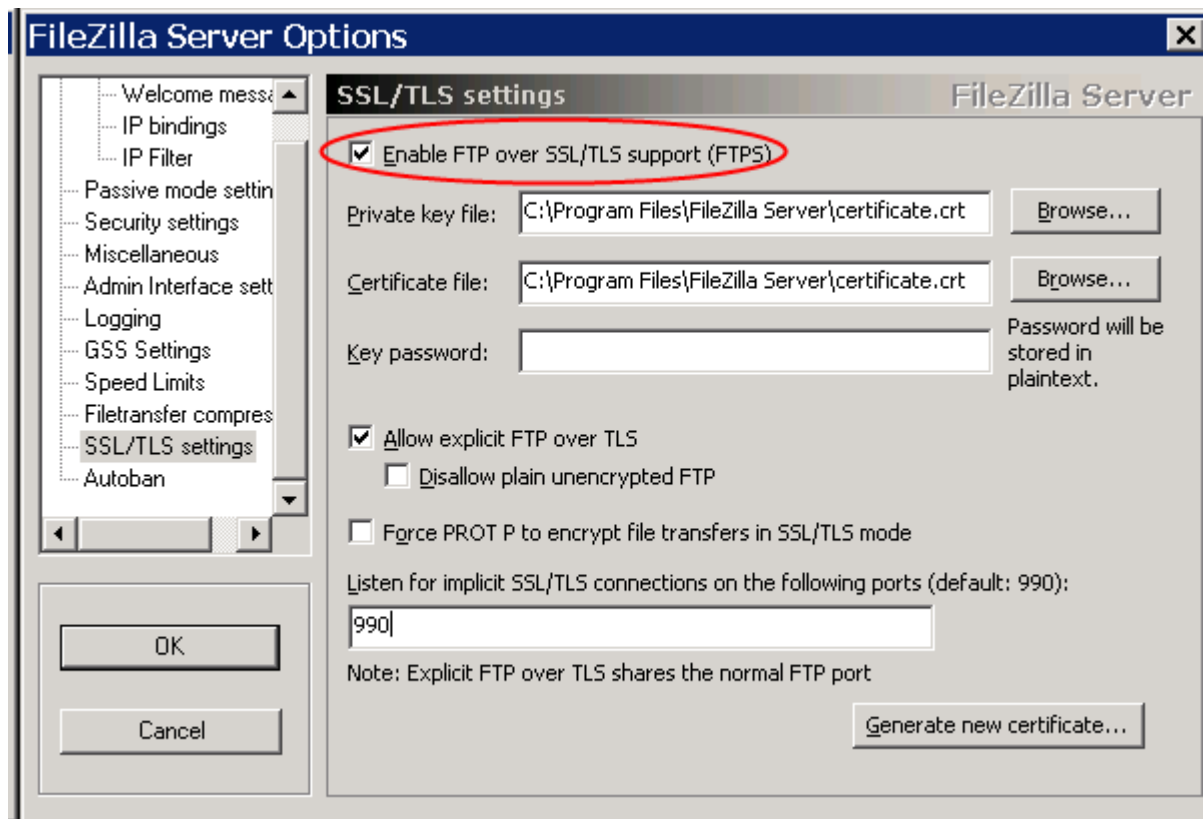 FileZilla Server Options
Welcome messa
IP bindings
IP Filter
Passive mode settin
Security settings
Miscellaneous
Admin Interface sett
Logging
GSS Settings
Speed Limits
Filetransfer compres
SSL/TLS settings
Autoban
OK
Cancel
SSL/TLS settings
FileZilla Server
Enable FTP over SSL/TLS support (FTPS)
Private key file: C:\Program Files\FileZilla Server\certificate.crt Browse...
Certificate file: C:\Program Files\FileZilla Server\certificate.crt Browse...
Key password:
Password will be
stored in
plaintext.
Allow explicit FTP over TLS
Disallow plain unencrypted FTP
Force PROT P to encrypt file transfers in SSL/TLS mode
Listen for implicit SSL/TLS connections on the following ports (default: 990):
990
Note: Explicit FTP over TLS shares the normal FTP port
Generate new certificate...